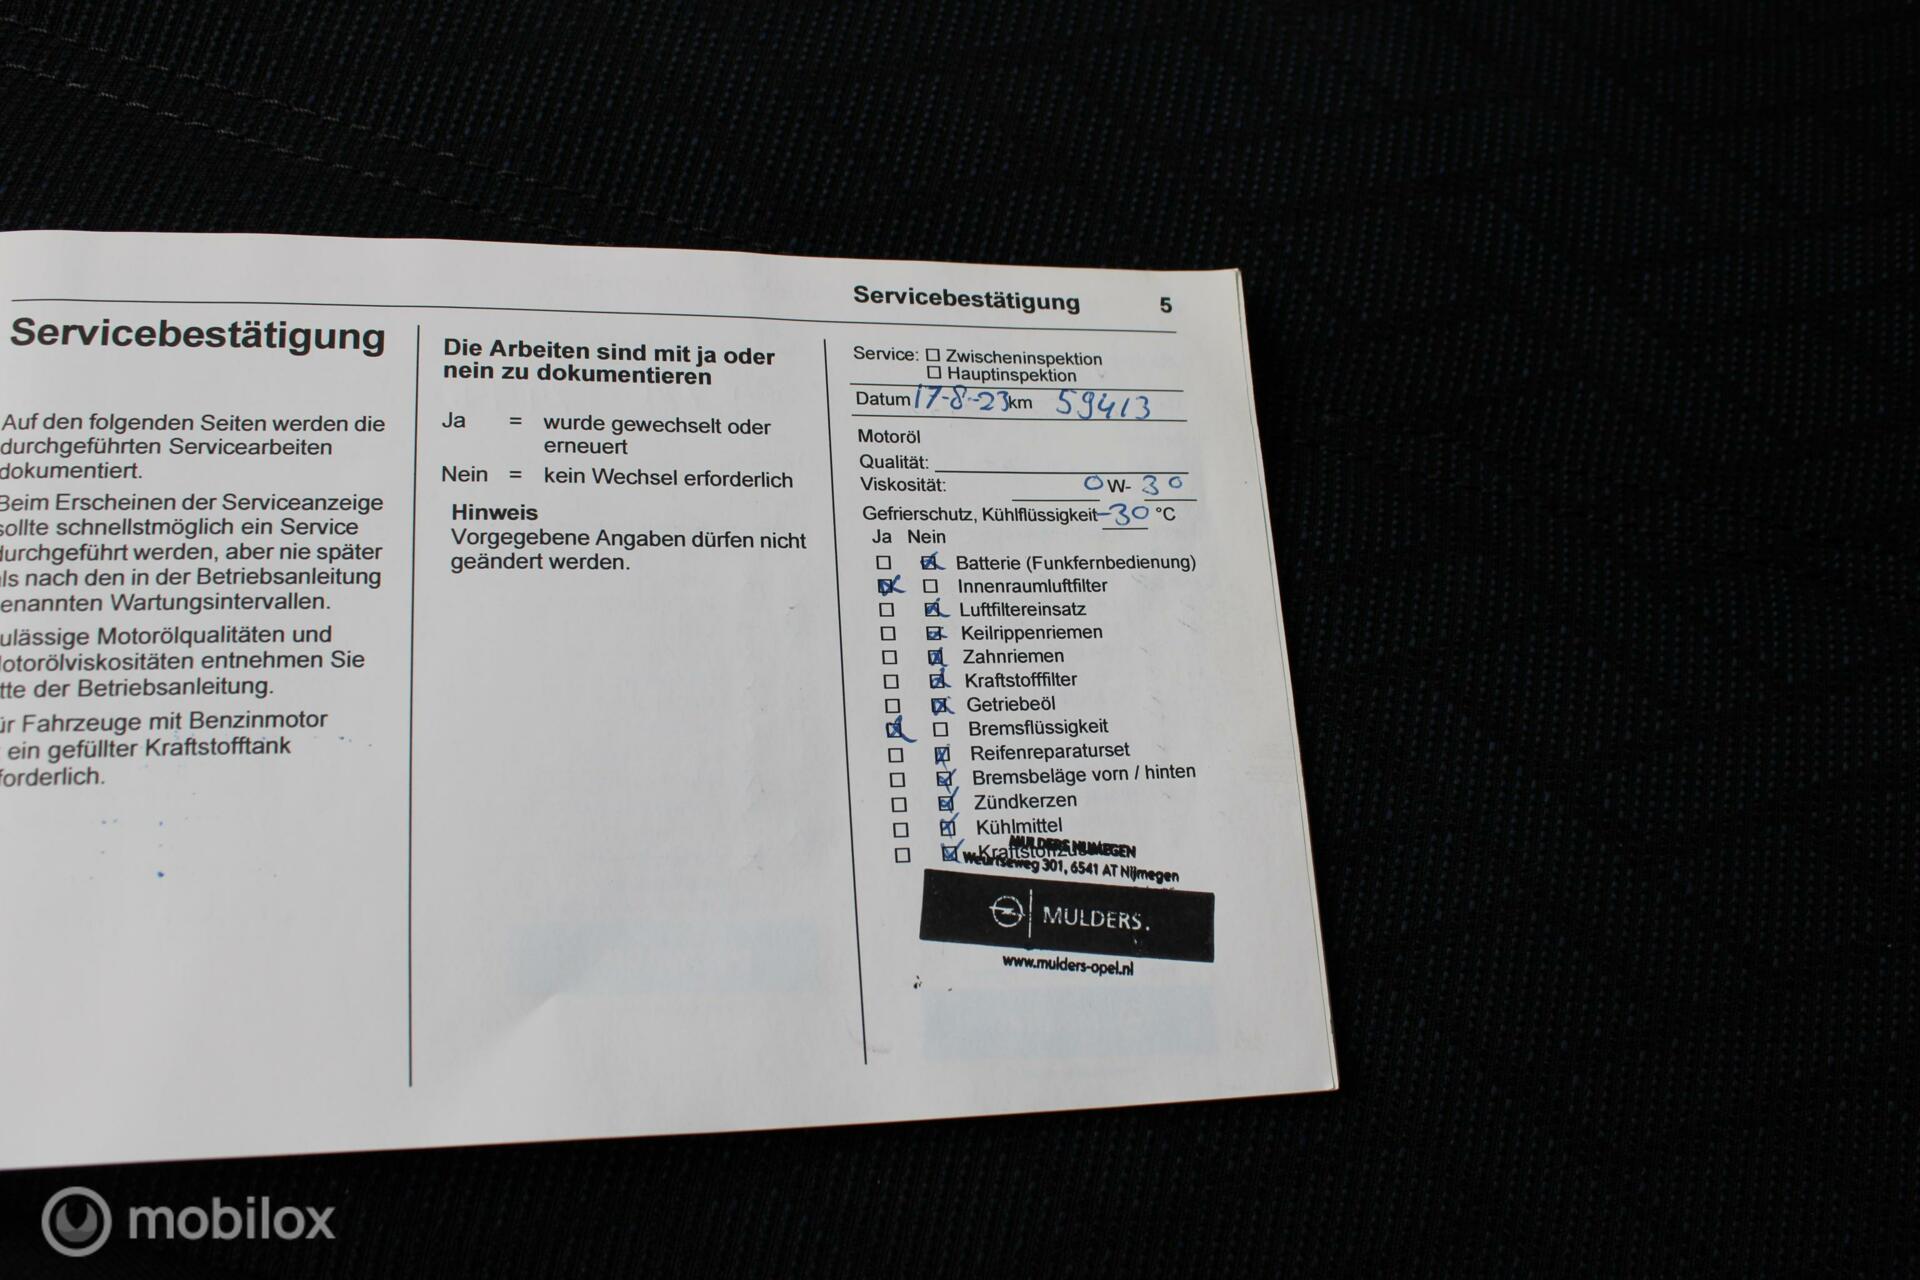 Servicebestätigung 5
Servicebestätigung
Auf den folgenden Seiten werden die
durchgeführten Servicearbeiten
dokumentiert.
Beim Erscheinen der Serviceanzeige
sollte schnellstmöglich ein Service
durchgeführt werden, aber nie später
als nach den in der Betriebsanleitung
enannten Wartungsintervallen.
ulässige Motorölqualitäten und
Motorölviskositäten entnehmen Sie
tte der Betriebsanleitung.
ür Fahrzeuge mit Benzinmotor
ein gefüllter Kraftstofftank
forderlich.
Die Arbeiten sind mit ja oder
nein zu dokumentieren
Ja = wurde gewechselt oder
erneuert
Nein = kein Wechsel erforderlich
Hinweis
Vorgegebene Angaben dürfen nicht
geändert werden.
Service: ☐ Zwischeninspektion
☐ Hauptinspektion
Datum 17-8-23 km 59413
Motoröl
Qualität:
Viskosität: 0 W- 30
Gefrierschutz, Kühlflüssigkeit -30 °C
Ja Nein
☐ ☒ Batterie (Funkfernbedienung)
☒ ☐ Innenraumluftfilter
☐ ☒ Luftfiltereinsatz
☐ ☒ Keilrippenriemen
☐ ☒ Zahnriemen
☐ ☒ Kraftstofffilter
☐ ☒ Getriebeöl
☒ ☐ Bremsflüssigkeit
☐ ☒ Reifenreparaturset
☐ ☒ Bremsbeläge vorn / hinten
☐ ☒ Zündkerzen
☐ ☒ Kühlmittel
☐ ☒
MULDERS NIJMEGEN
Weurtseweg 301, 6541 AT Nijmegen
MULDERS.
www.mulders-opel.nl
mobilox